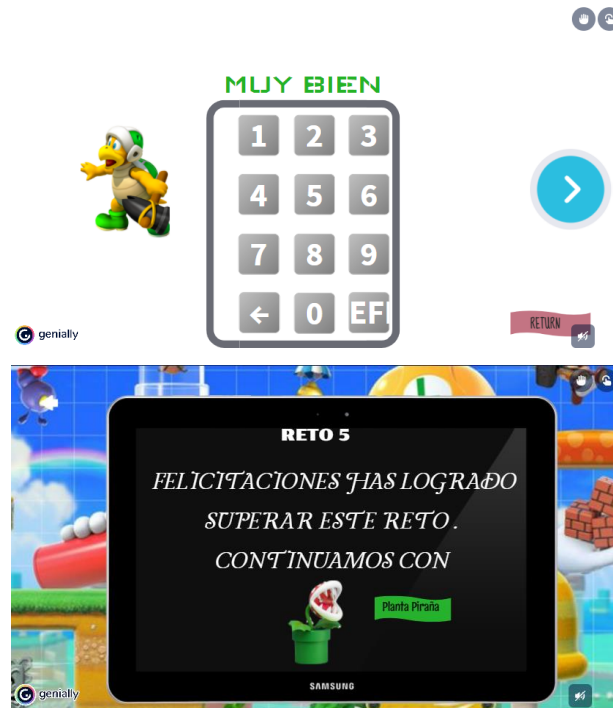 MUY BIEN
1 2 3
4 5 6
7 8 9
← 0 EF
RETURN
genially
RETO 5
FELICITACIONES HAS LOGRADO
SUPERAR ESTE RETO.
CONTINUAMOS CON
Planta Piraña
SAMSUNG
genially